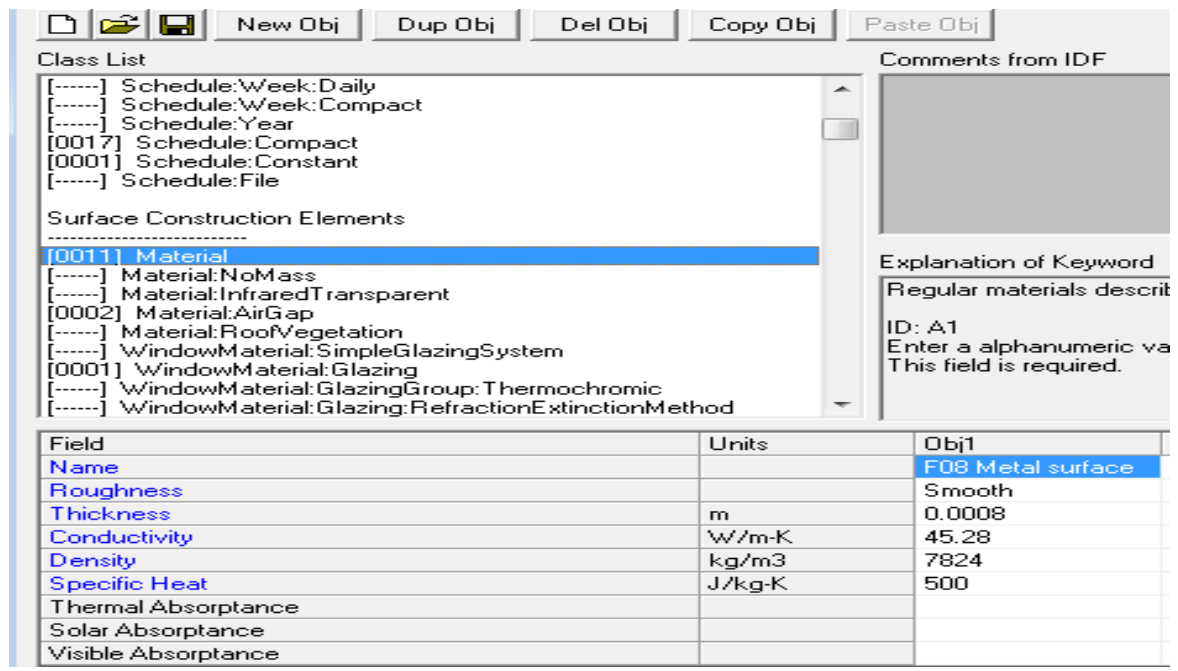 New Obj Dup Obj Del Obj Copy Obj Paste Obj
Class List
[------] Schedule:Week:Daily
[------] Schedule:Week:Compact
[------] Schedule:Year
[0017] Schedule:Compact
[0001] Schedule:Constant
[------] Schedule:File
Surface Construction Elements
--------------------------
[0011] Material
[------] Material:NoMass
[------] Material:InfraredTransparent
[0002] Material:AirGap
[------] Material:RoofVegetation
[------] WindowMaterial:SimpleGlazingSystem
[0001] WindowMaterial:Glazing
[------] WindowMaterial:GlazingGroup:Thermochromic
[------] WindowMaterial:Glazing:RefractionExtinctionMethod
Comments from IDF
Explanation of Keyword
Regular materials describ
ID: A1
Enter a alphanumeric va
This field is required.
Field Units Obj1
Name F08 Metal surface
Roughness Smooth
Thickness m 0.0008
Conductivity W/m-K 45.28
Density kg/m3 7824
Specific Heat J/kg-K 500
Thermal Absorptance
Solar Absorptance
Visible Absorptance